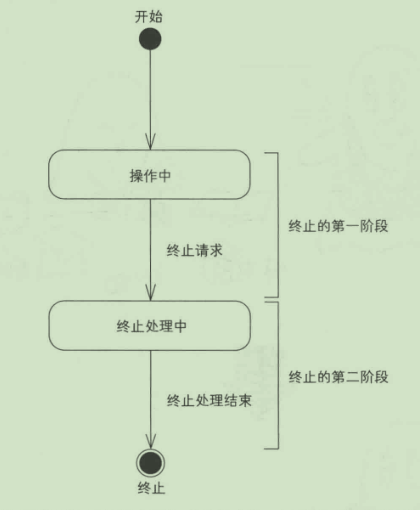 开始
操作中
终止的第一阶段
终止请求
终止处理中
终止的第二阶段
终止处理结束
终止